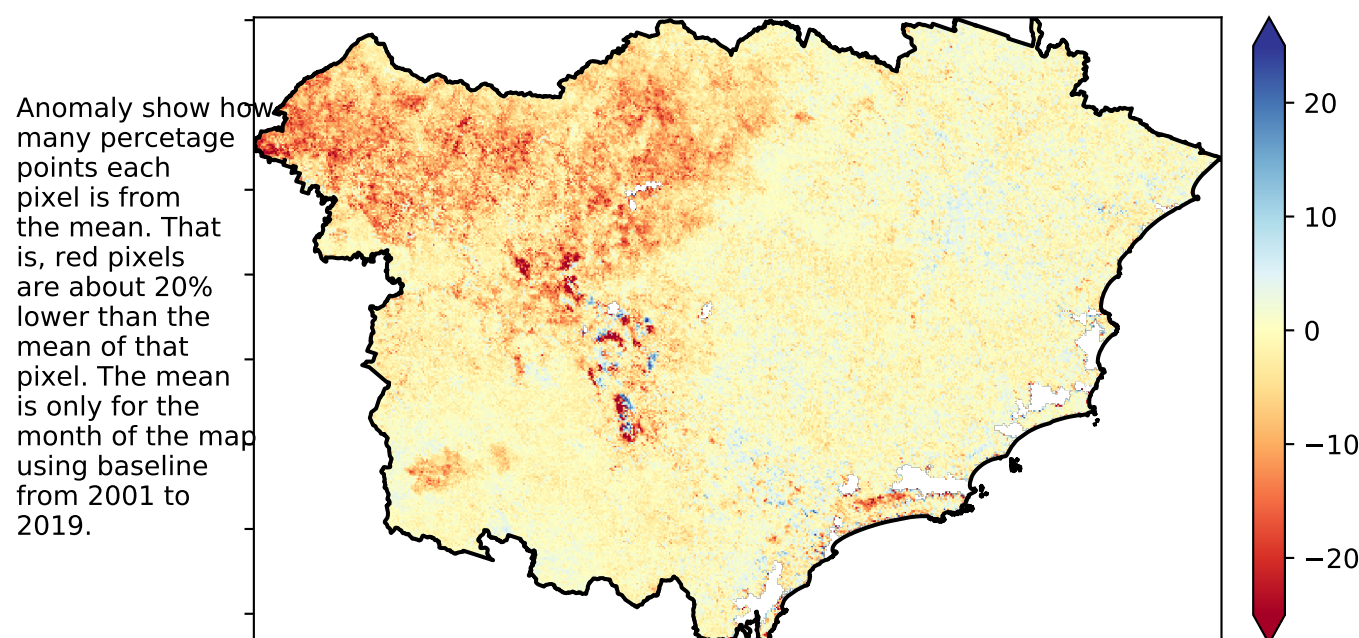 Anomaly show how
many percetage
points each
pixel is from
the mean. That
is, red pixels
are about 20%
lower than the
mean of that
pixel. The mean
is only for the
month of the map
using baseline
from 2001 to
2019.
20
10
0
−10
−20